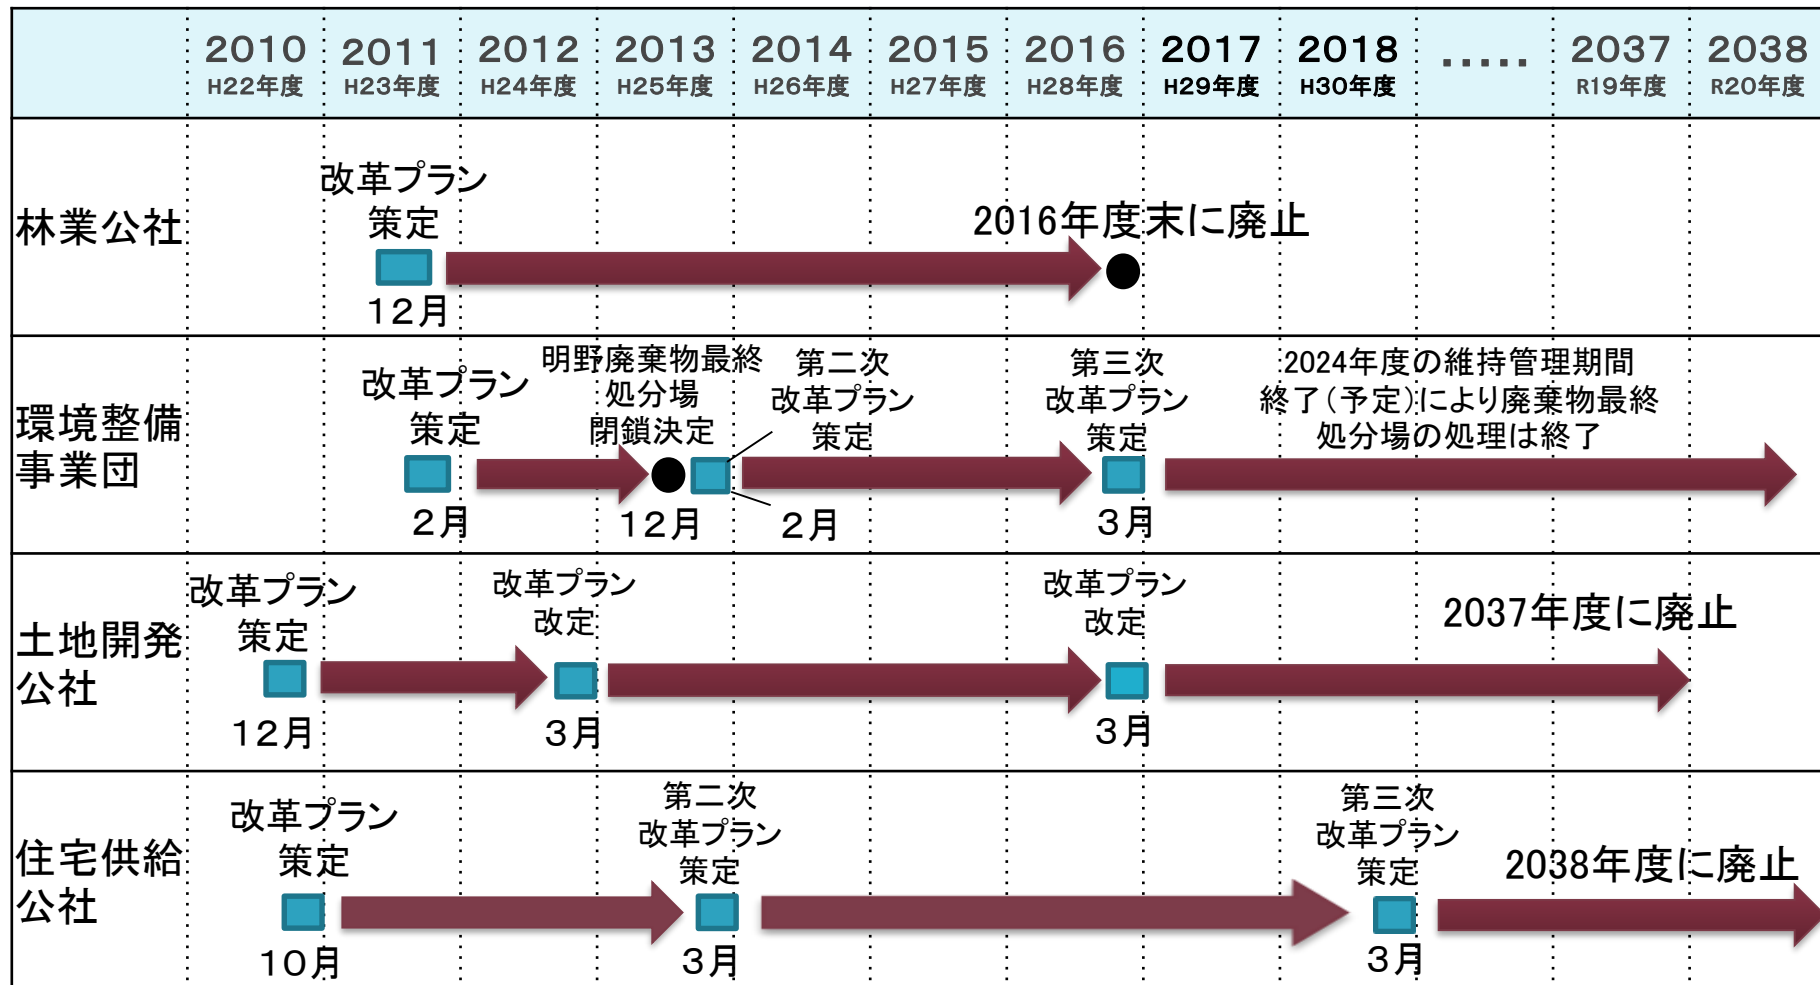 2010 2011 2012 2013 2014 2015 2016 2017 2018 ..... 2037 2038
H22年度 H23年度 H24年度 H25年度 H26年度 H27年度 H28年度 H29年度 H30年度 R19年度 R20年度
林業公社
改革プラン
策定
12月
2016年度末に廃止
環境整備
事業団
改革プラン
策定
2月
明野廃棄物最終
処分場
閉鎖決定
12月
第二次
改革プラン
策定
2月
第三次
改革プラン
策定
3月
2024年度の維持管理期間
終了(予定)により廃棄物最終
処分場の処理は終了
土地開発
公社
改革プラン
策定
12月
改革プラン
改定
3月
改革プラン
改定
3月
2037年度に廃止
住宅供給
公社
改革プラン
策定
10月
第二次
改革プラン
策定
3月
第三次
改革プラン
策定
3月
2038年度に廃止